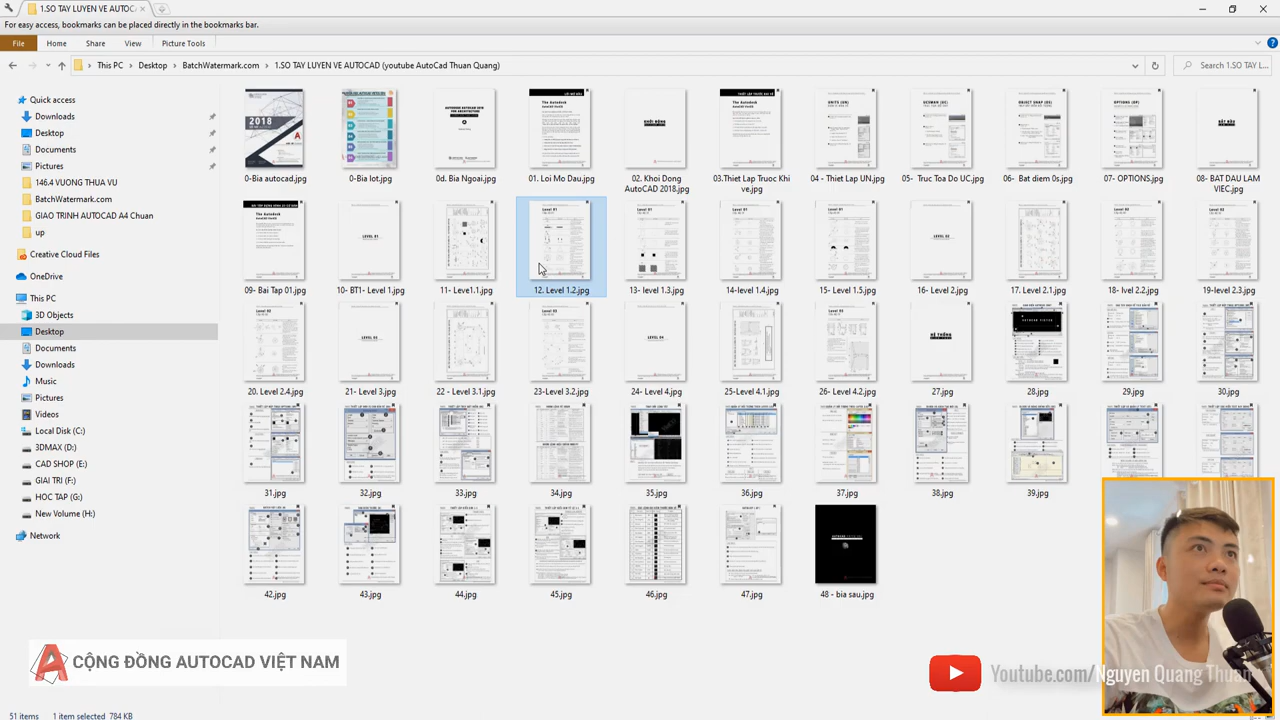 1.SO TAY LUYEN VE AUTOC
For easy access, bookmarks can be placed directly in the bookmarks bar.
File Home Share View Picture Tools
This PC > Desktop > BatchWatermark.com > 1.SO TAY LUYEN VE AUTOCAD (youtube AutoCad Thuan Quang)
Search 1.SO TAY L...
Quick access
Downloads
Desktop
Documents
Pictures
146.4 VUONG THUA VU
BatchWatermark.com
GIAO TRINH AUTOCAD A4 Chuan
up
Creative Cloud Files
OneDrive
This PC
3D Objects
Desktop
Documents
Downloads
Music
Pictures
Videos
Local Disk (C:)
3DMAX (D:)
CAD SHOP (E:)
GIAI TRI (F:)
HOC TAP (G:)
New Volume (H:)
Network
0-Bia autocad.jpg
0-Bia lot.jpg
0d. Bia Ngoai.jpg
01. Loi Mo Dau.jpg
02. Khoi Dong AutoCAD 2018.jpg
03.Thiet Lap Truoc Khi ve.jpg
04 - Thiet Lap UN.jpg
05- Truc Toa Do UC.jpg
06- Bat diem 0s.jpg
07- OPTIONS.jpg
08- BAT DAU LAM VIEC.jpg
09- Bai Tap 01.jpg
10- BT1- Level 1.jpg
11- Leve1.1.jpg
12. Level 1.2.jpg
13- level 1.3.jpg
14-level 1.4.jpg
15- Level 1.5.jpg
16- Level 2.jpg
17. Level 2.1.jpg
18- lvel 2.2.jpg
19-level 2.3.jpg
20. Level 2.4.jpg
21- Level 3.jpg
22 - Level 3.1.jpg
23-Level 3.2.jpg
24- Level 4.jpg
25-Level 4.1.jpg
26- Level 4.2.jpg
27.jpg
28.jpg
29.jpg
30.jpg
31.jpg
32.jpg
33.jpg
34.jpg
35.jpg
36.jpg
37.jpg
38.jpg
39.jpg
42.jpg
43.jpg
44.jpg
45.jpg
46.jpg
47.jpg
48 - bia sau.jpg
CỘNG ĐỒNG AUTOCAD VIỆT NAM
Youtube.com/Nguyen Quang Thuan
51 items 1 item selected 784 KB